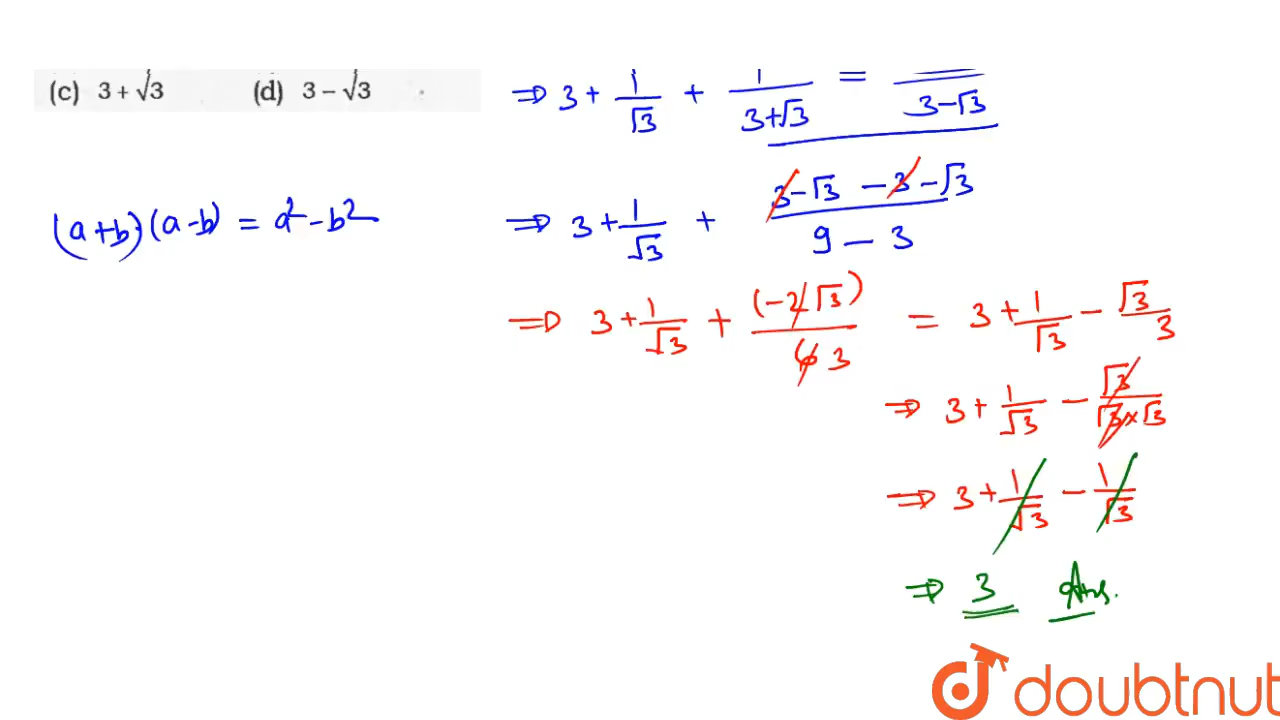 (c) 3 + √3 (d) 3 − √3
⇒ 3 + 1/√3 + 1/(3+√3) = /(3−√3)
(a+b)(a−b) = a² − b²
⇒ 3 + 1/√3 + (3−√3 − 3 − √3)/(9 − 3)
⇒ 3 + 1/√3 + (−2√3)/6 3 = 3 + 1/√3 − √3/3
⇒ 3 + 1/√3 − √3/(√3×√3)
⇒ 3 + 1/√3 − 1/√3
⇒ 3 Ans.
doubtnut